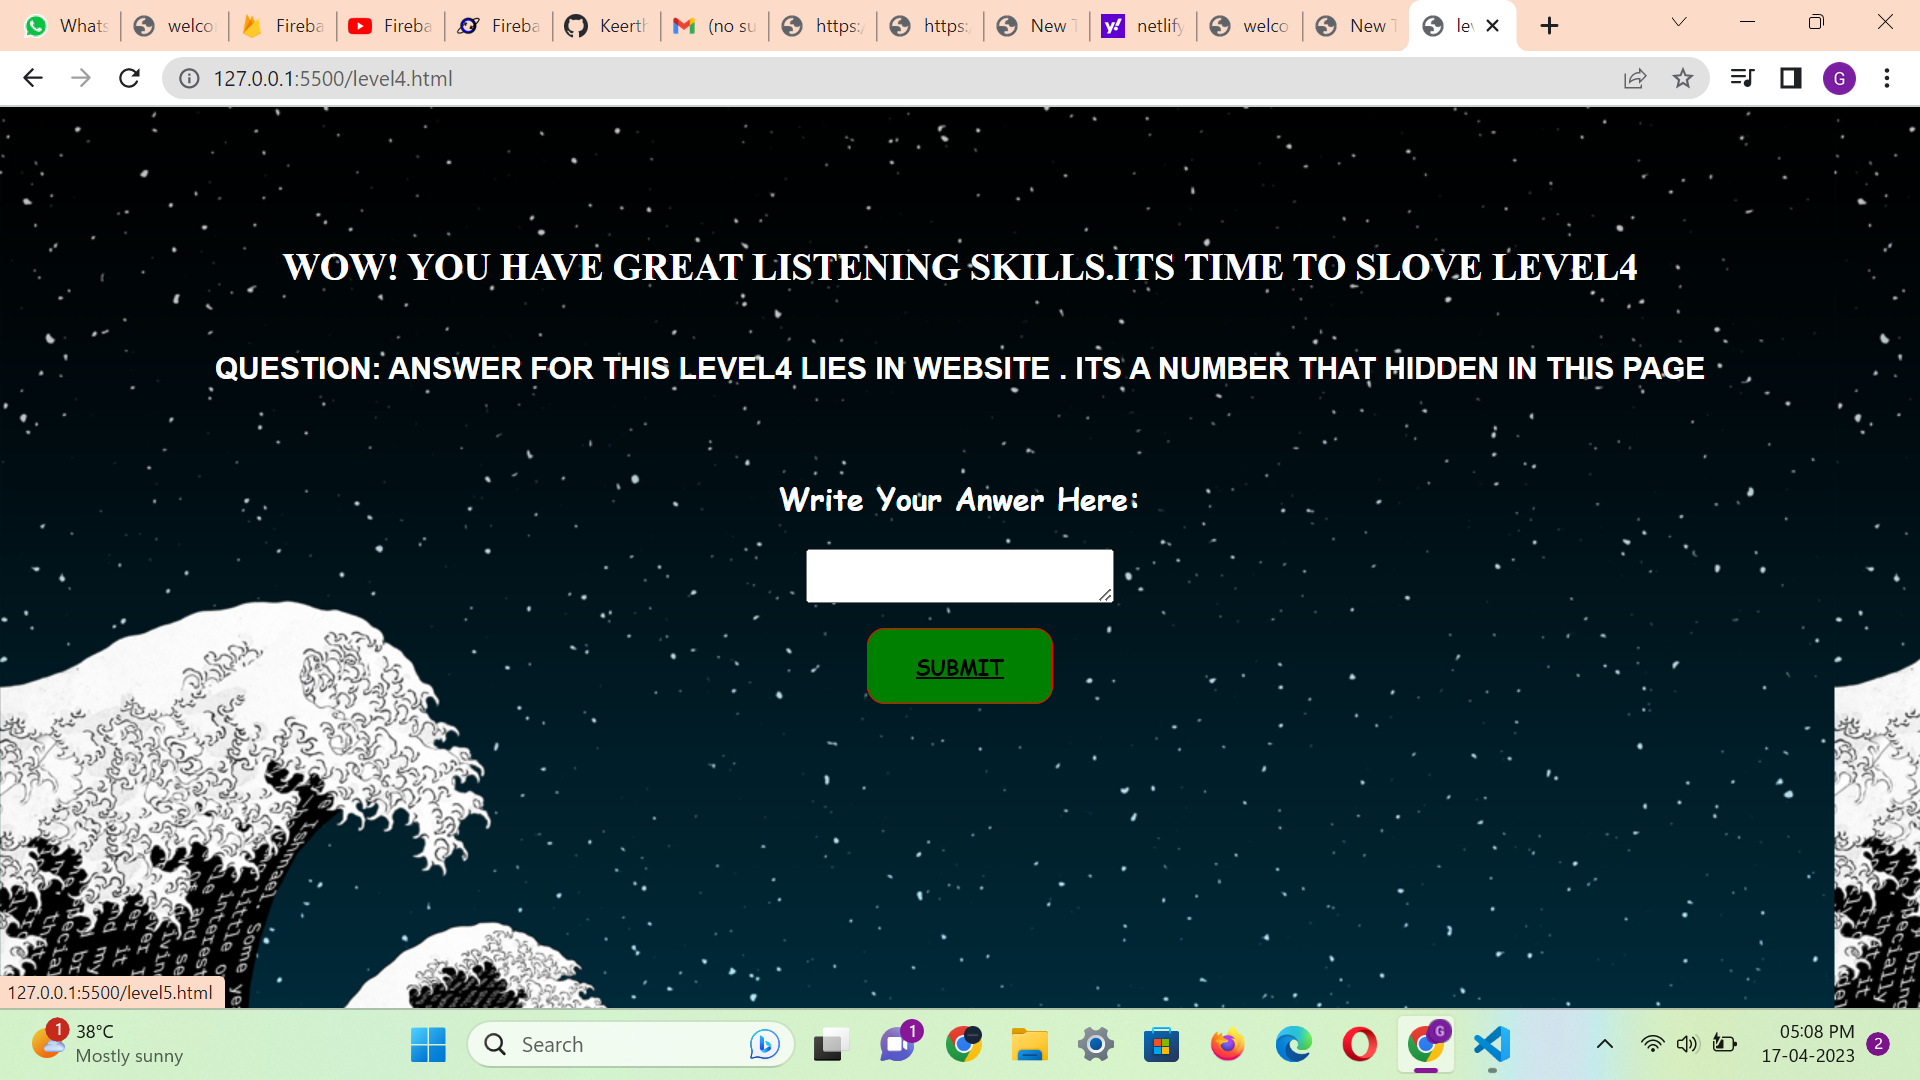 Whats
welco
Fireba
Fireba
Fireba
Keerth
(no su
https:/
https:/
New T
netlify
welco
New T
lev
127.0.0.1:5500/level4.html
G
WOW! YOU HAVE GREAT LISTENING SKILLS.ITS TIME TO SLOVE LEVEL4
QUESTION: ANSWER FOR THIS LEVEL4 LIES IN WEBSITE . ITS A NUMBER THAT HIDDEN IN THIS PAGE
Write Your Anwer Here:
SUBMIT
127.0.0.1:5500/level5.html
1
38°C
Mostly sunny
Search
1
G
05:08 PM
17-04-2023
2